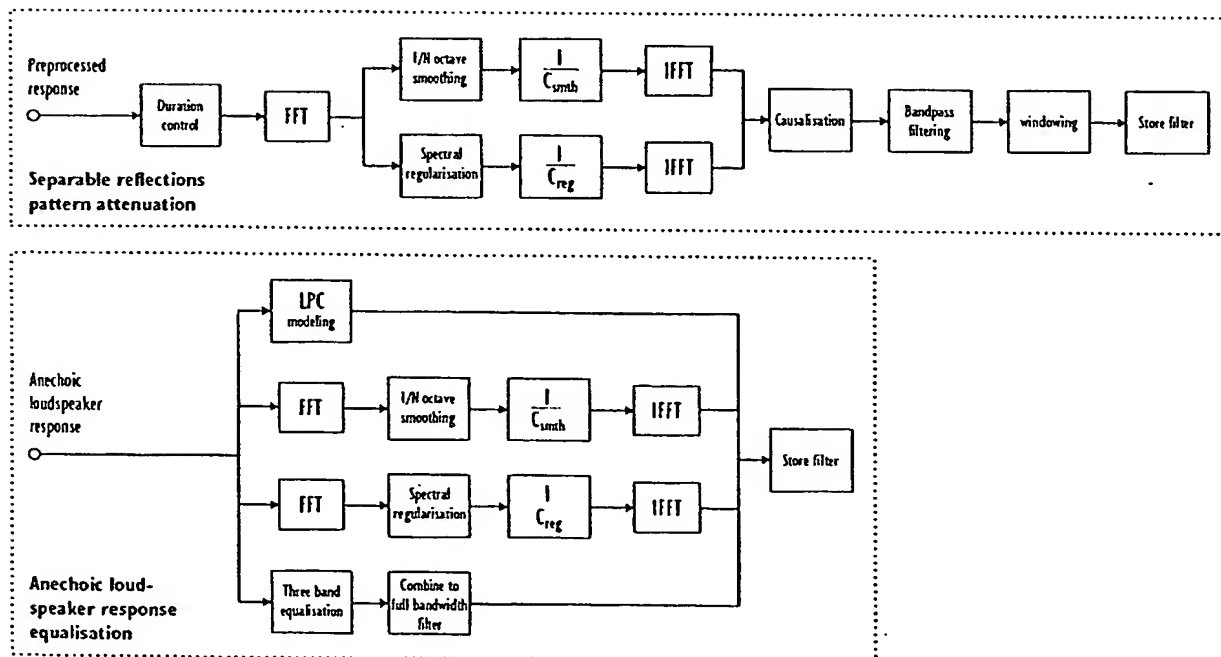 Preprocessed
response
Duration
control
FFT
1/N octave
smoothing
1
C_smth
IFFT
Spectral
regularisation
1
C_reg
IFFT
Causalisation
Bandpass
filtering
windowing
Store filter
Separable reflections
pattern attenuation
Anechoic
loudspeaker
response
LPC
modeling
FFT
1/N octave
smoothing
1
C_smth
IFFT
FFT
Spectral
regularisation
1
C_reg
IFFT
Three band
equalisation
Combine to
full bandwidth
filter
Store filter
Anechoic loud-
speaker response
equalisation